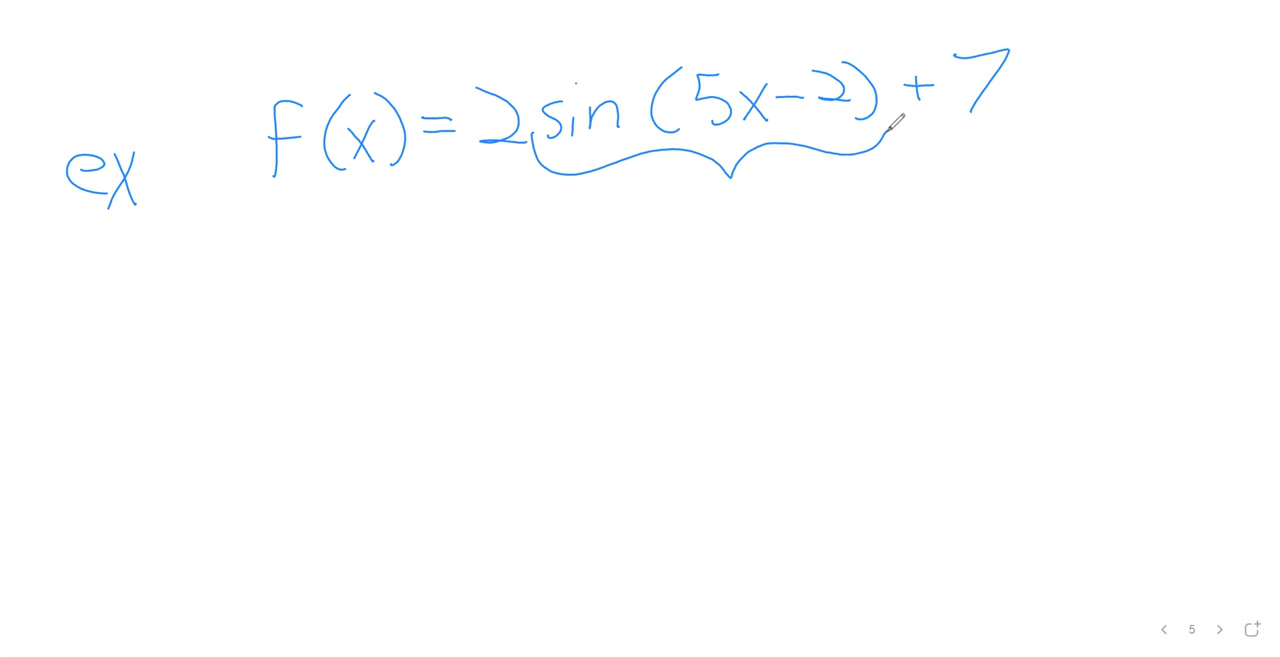 f(x) = 2 sin (5x - 2) + 7
ex
5